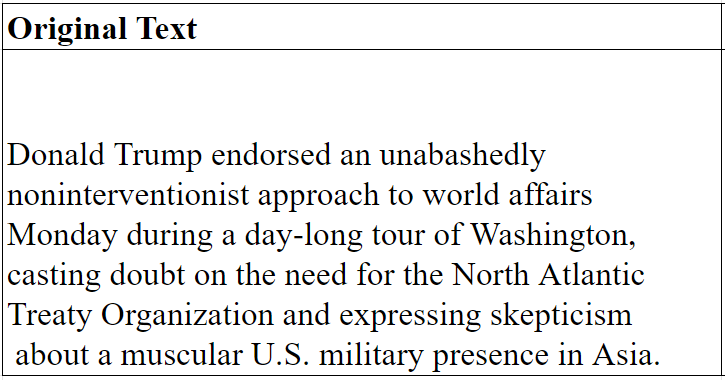 Original Text
Donald Trump endorsed an unabashedly
noninterventionist approach to world affairs
Monday during a day-long tour of Washington,
casting doubt on the need for the North Atlantic
Treaty Organization and expressing skepticism
about a muscular U.S. military presence in Asia.